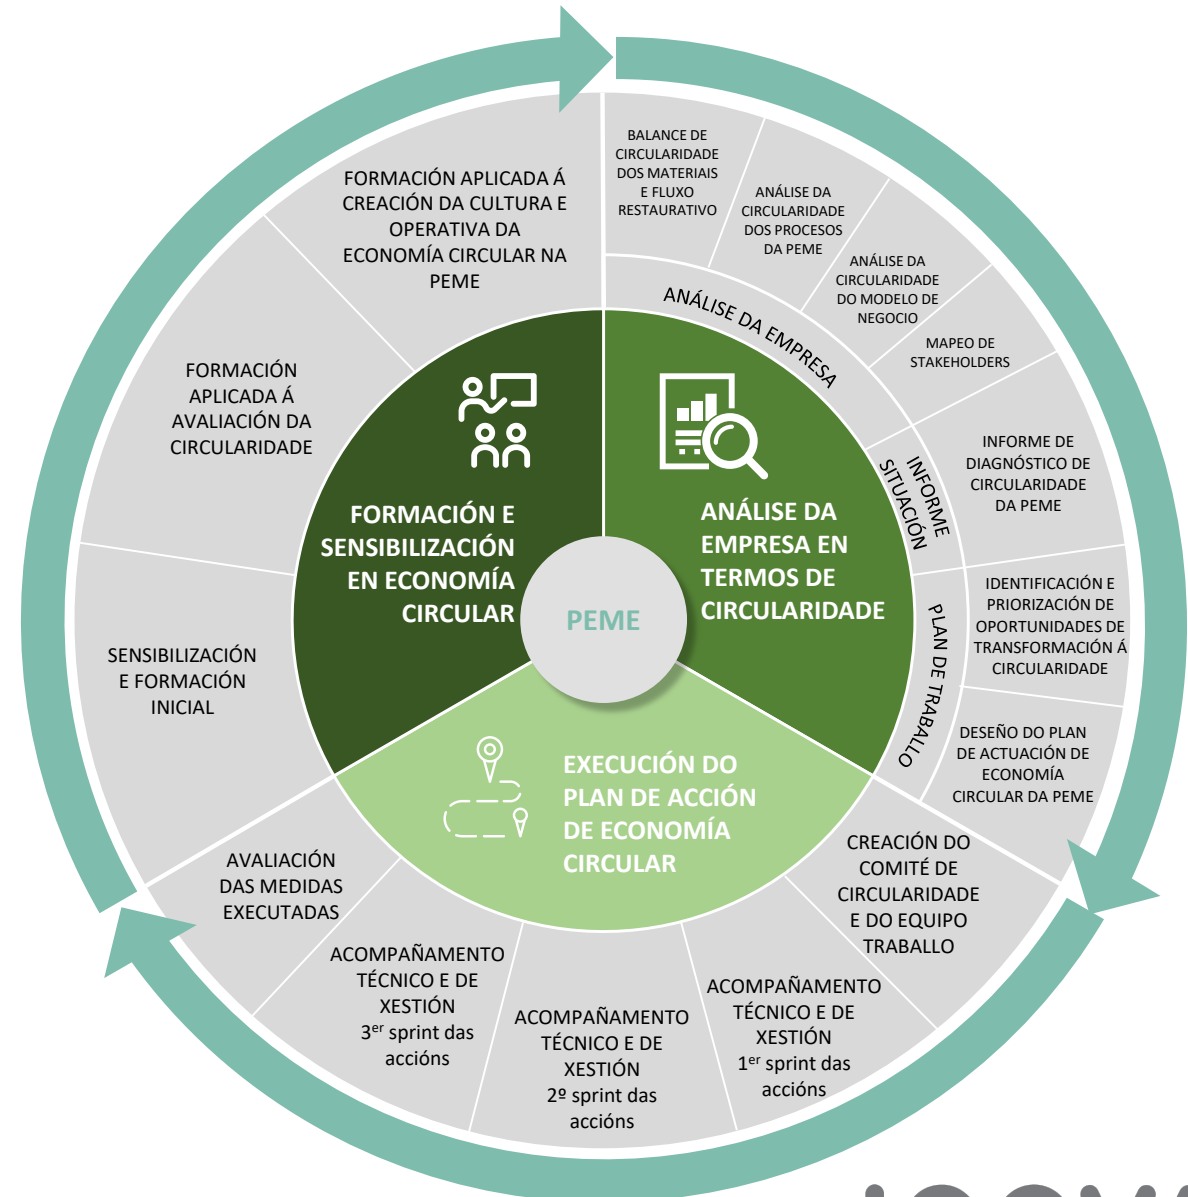 FORMACIÓN APLICADA Á
CREACIÓN DA CULTURA E
OPERATIVA DA
ECONOMÍA CIRCULAR NA
PEME
BALANCE DE
CIRCULARIDADE
DOS MATERIAIS
E FLUXO
RESTAURATIVO
ANÁLISE DA
CIRCULARIDADE
DOS PROCESOS
DA PEME
ANÁLISE DA
CIRCULARIDADE
DO MODELO DE
NEGOCIO
MAPEO DE
STAKEHOLDERS
ANÁLISE DA EMPRESA
FORMACIÓN
APLICADA Á
AVALIACIÓN DA
CIRCULARIDADE
INFORME
SITUACIÓN
INFORME DE
DIAGNÓSTICO DE
CIRCULARIDADE
DA PEME
FORMACIÓN E
SENSIBILIZACIÓN
EN ECONOMÍA
CIRCULAR
ANÁLISE DA
EMPRESA EN
TERMOS DE
CIRCULARIDADE
PEME
PLAN DE TRABALLO
IDENTIFICACIÓN E
PRIORIZACIÓN DE
OPORTUNIDADES DE
TRANSFORMACIÓN Á
CIRCULARIDADE
SENSIBILIZACIÓN
E FORMACIÓN
INICIAL
DESEÑO DO PLAN
DE ACTUACIÓN DE
ECONOMÍA
CIRCULAR DA PEME
EXECUCIÓN DO
PLAN DE ACCIÓN
DE ECONOMÍA
CIRCULAR
AVALIACIÓN
DAS MEDIDAS
EXECUTADAS
CREACIÓN DO
COMITÉ DE
CIRCULARIDADE
E DO EQUIPO
TRABALLO
ACOMPAÑAMENTO
TÉCNICO E DE
XESTIÓN
3er sprint das
accións
ACOMPAÑAMENTO
TÉCNICO E DE
XESTIÓN
2º sprint das
accións
ACOMPAÑAMENTO
TÉCNICO E DE
XESTIÓN
1er sprint das
accións